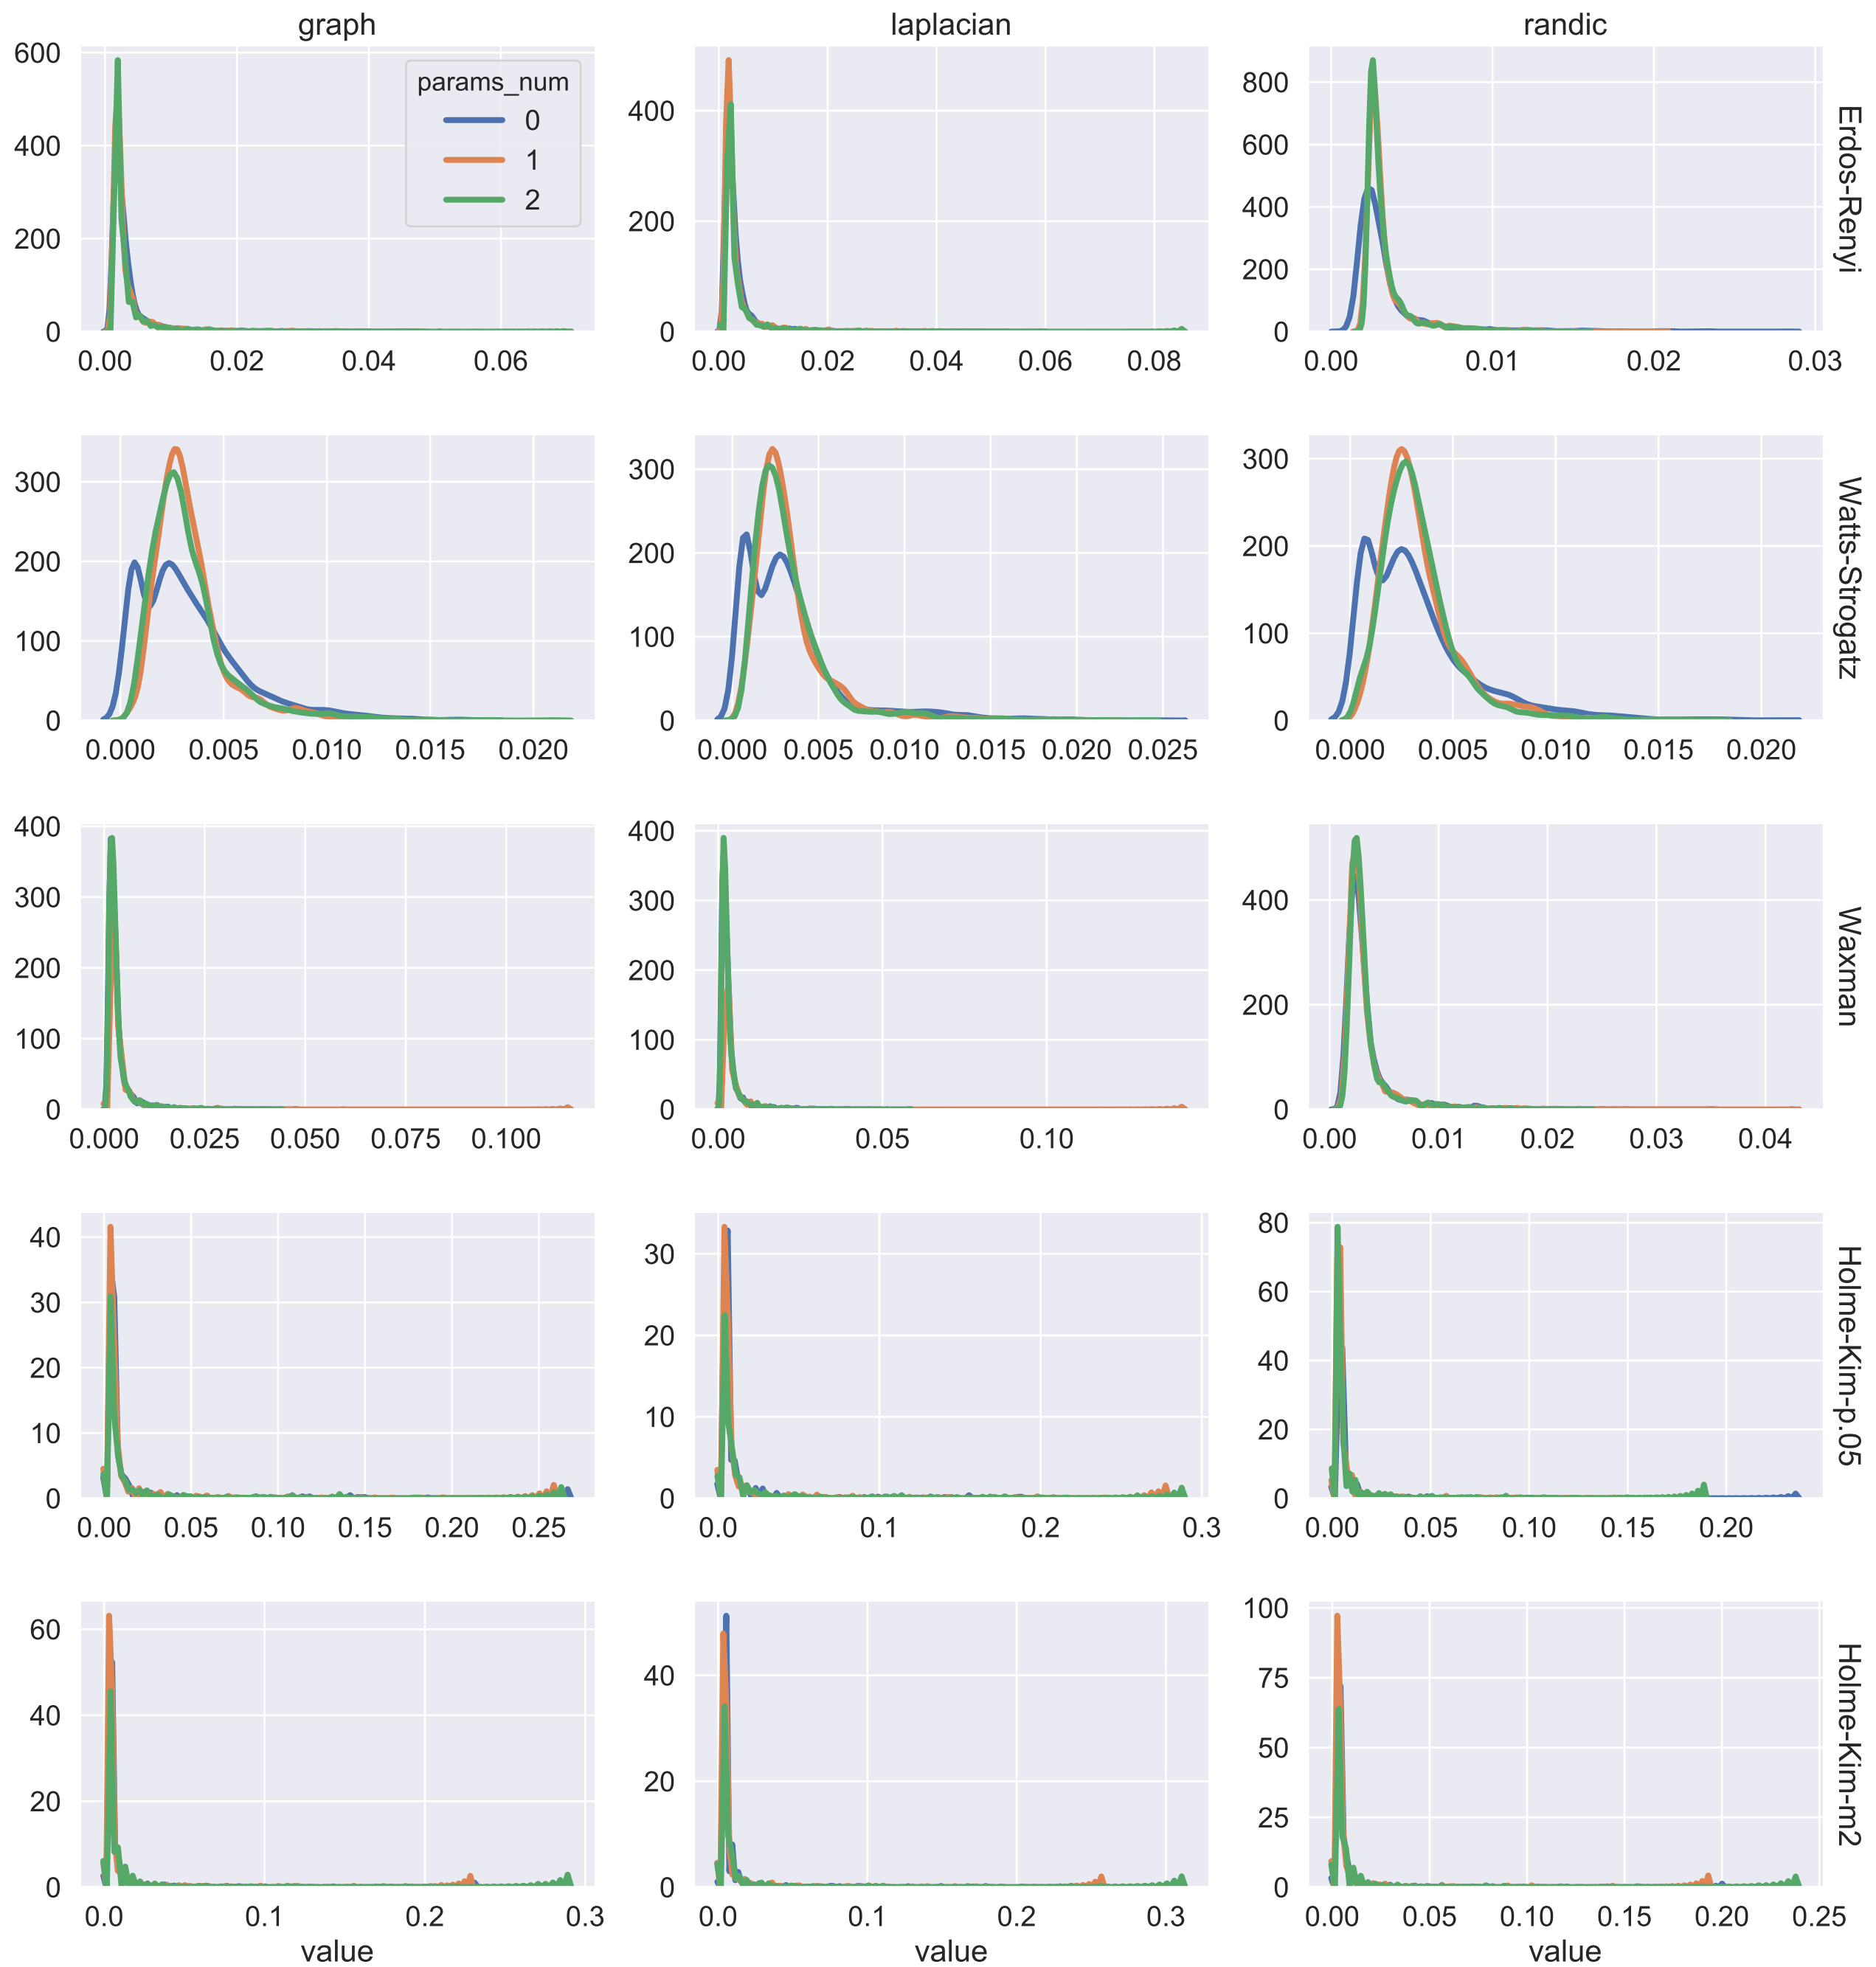 graph laplacian randic
params_num
0
1
2
600
400
200
0
0.00 0.02 0.04 0.06
400
200
0
0.00 0.02 0.04 0.06 0.08
800
600
400
200
0
0.00 0.01 0.02 0.03
Erdos-Renyi
300
200
100
0
0.000 0.005 0.010 0.015 0.020
300
200
100
0
0.000 0.005 0.010 0.015 0.020 0.025
300
200
100
0
0.000 0.005 0.010 0.015 0.020
Watts-Strogatz
400
300
200
100
0
0.000 0.025 0.050 0.075 0.100
400
300
200
100
0
0.00 0.05 0.10
400
200
0
0.00 0.01 0.02 0.03 0.04
Waxman
40
30
20
10
0
0.00 0.05 0.10 0.15 0.20 0.25
30
20
10
0
0.0 0.1 0.2 0.3
80
60
40
20
0
0.00 0.05 0.10 0.15 0.20
Holme-Kim-p.05
60
40
20
0
0.0 0.1 0.2 0.3
value
40
20
0
0.0 0.1 0.2 0.3
value
100
75
50
25
0
0.00 0.05 0.10 0.15 0.20 0.25
value
Holme-Kim-m2